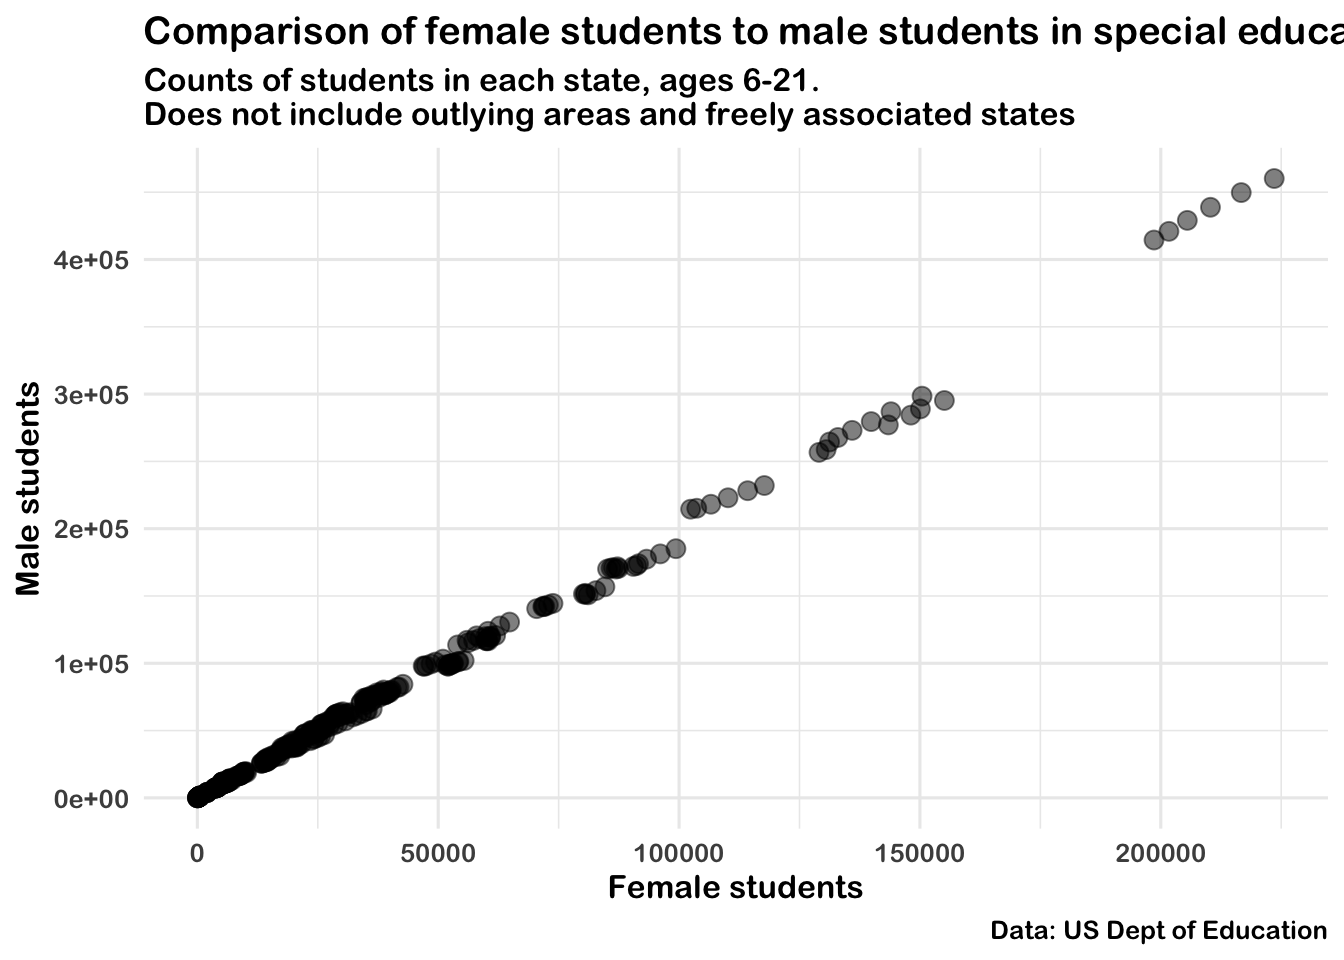 Comparison of female students to male students in special educa
Counts of students in each state, ages 6-21.
Does not include outlying areas and freely associated states
Male students
4e+05
3e+05
2e+05
1e+05
0e+00
0 50000 100000 150000 200000
Female students
Data: US Dept of Education